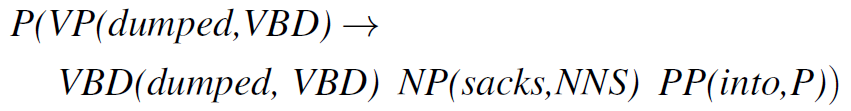 P(VP(dumped,VBD) →
VBD(dumped, VBD) NP(sacks,NNS) PP(into,P))